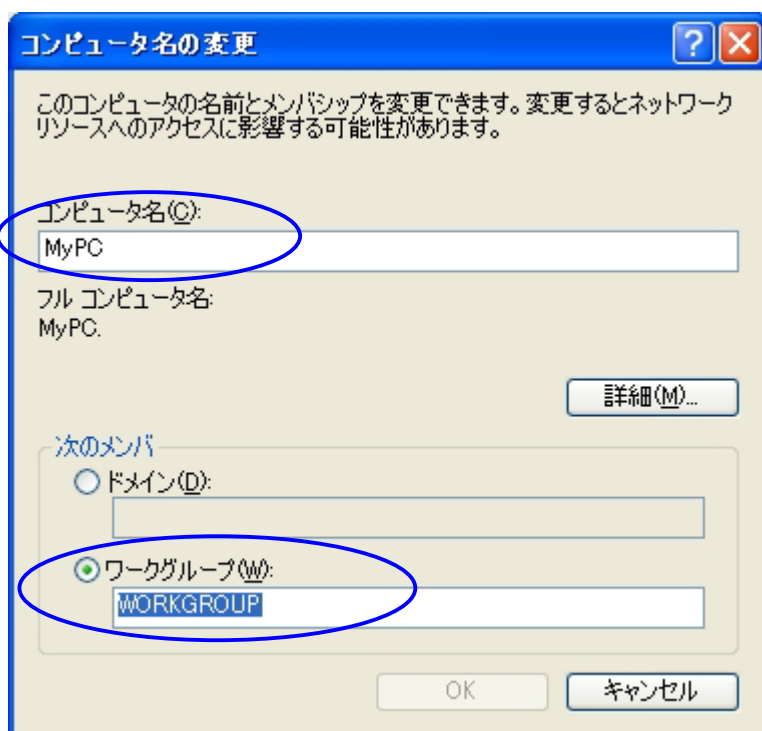 コンピュータ名の変更
このコンピュータの名前とメンバシップを変更できます。変更するとネットワーク
リソースへのアクセスに影響する可能性があります。
コンピュータ名(C):
MyPC
フル コンピュータ名:
MyPC.
詳細(M)...
次のメンバ
ドメイン(D):
ワークグループ(W):
WORKGROUP
OK
キャンセル